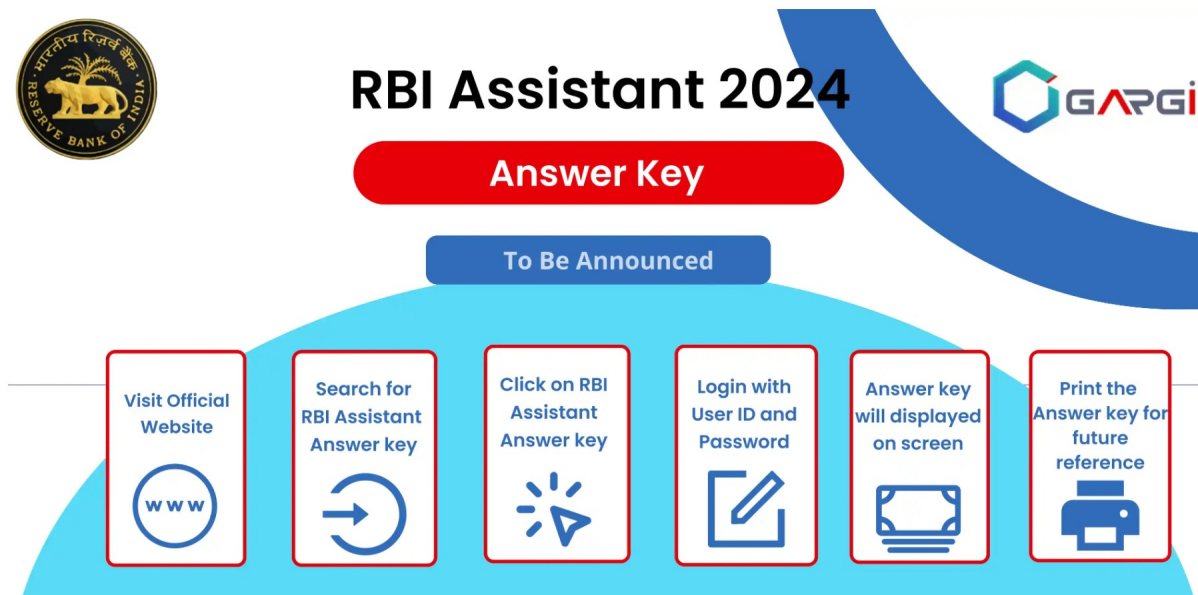 भारतीय रिज़र्व बैंक
RESERVE BANK OF INDIA
RBI Assistant 2024
GARGI
Answer Key
To Be Announced
Visit Official
Website
www
Search for
RBI Assistant
Answer key
Click on RBI
Assistant
Answer key
Login with
User ID and
Password
Answer key
will displayed
on screen
Print the
Answer key for
future
reference